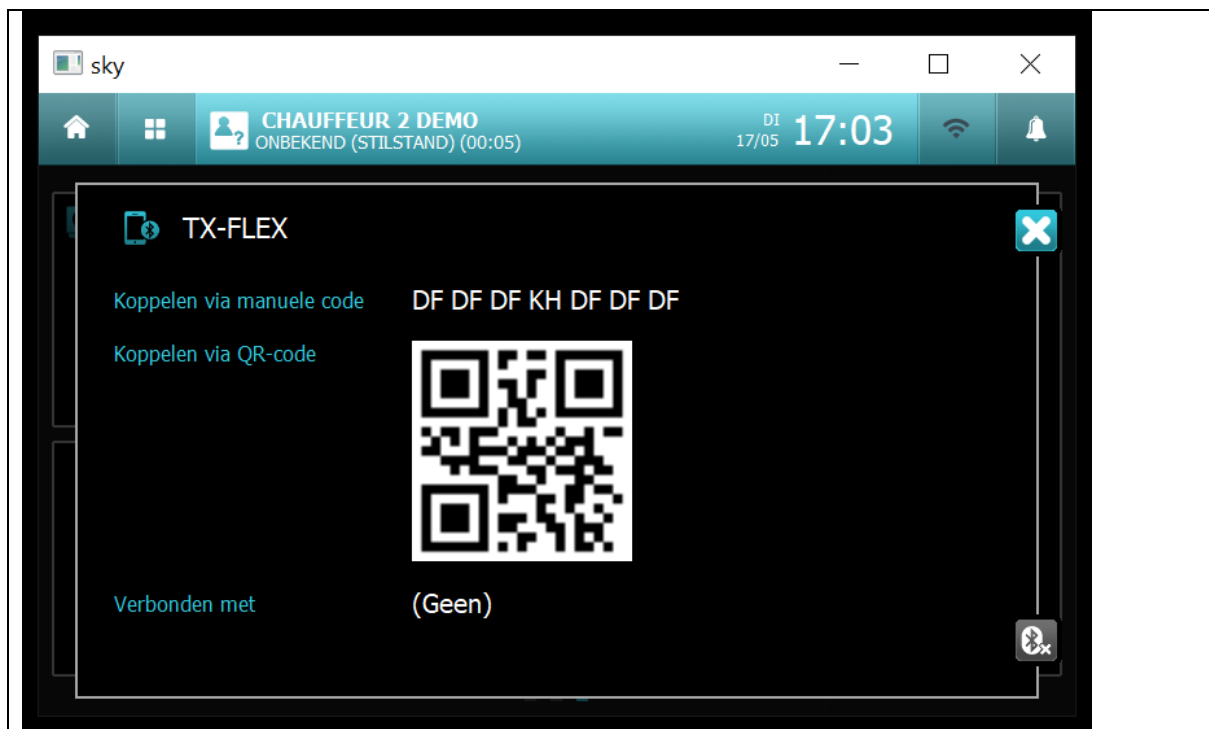 sky
CHAUFFEUR 2 DEMO
ONBEKEND (STILSTAND) (00:05)
DI
17/05
17:03
TX-FLEX
Koppelen via manuele code DF DF DF KH DF DF DF
Koppelen via QR-code
Verbonden met (Geen)